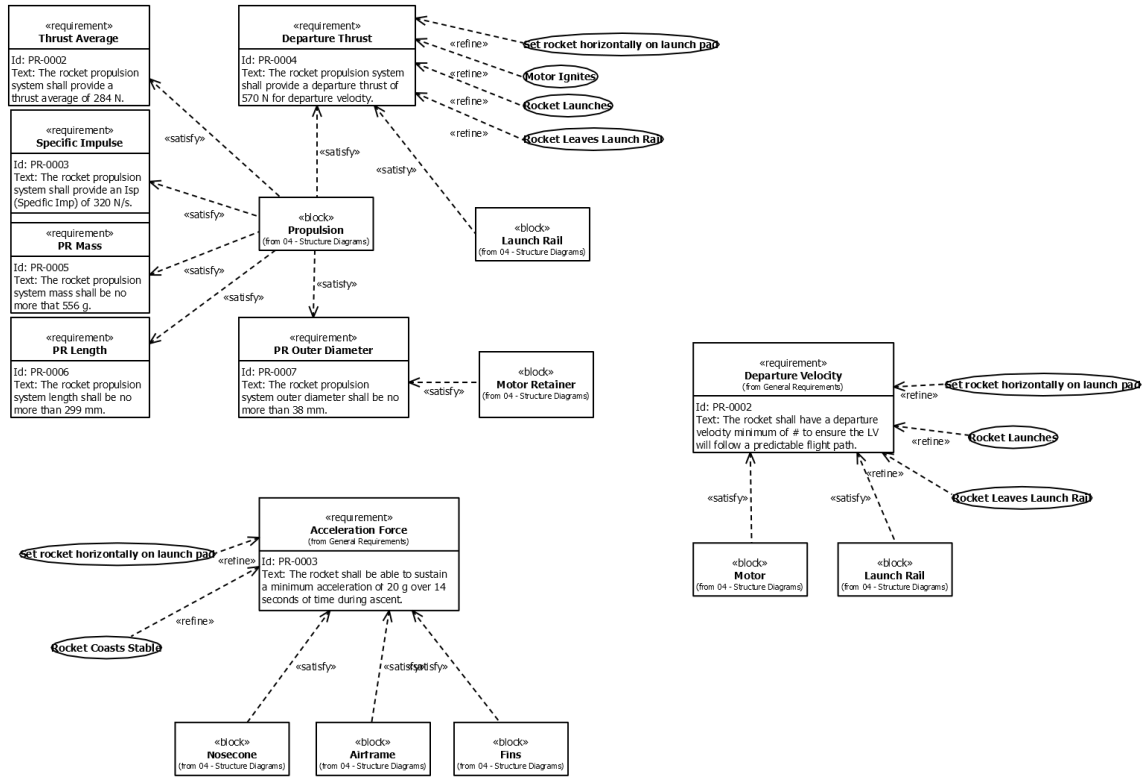 «requirement»
Thrust Average
Id: PR-0002
Text: The rocket propulsion
system shall provide a
thrust average of 284 N.
«requirement»
Departure Thrust
Id: PR-0004
Text: The rocket propulsion system
shall provide a departure thrust of
570 N for departure velocity.
Set rocket horizontally on launch pad
«refine»
Motor Ignites
«refine»
Rocket Launches
«refine»
Rocket Leaves Launch Rail
«refine»
«requirement»
Specific Impulse
Id: PR-0003
Text: The rocket propulsion
system shall provide an Isp
(Specific Imp) of 320 N/s.
«satisfy»
«satisfy»
«satisfy»
«satisfy»
«block»
Propulsion
(from 04 - Structure Diagrams)
«block»
Launch Rail
(from 04 - Structure Diagrams)
«requirement»
PR Mass
Id: PR-0005
Text: The rocket propulsion
system mass shall be no
more that 556 g.
«satisfy»
«satisfy»
«satisfy»
«requirement»
PR Length
Id: PR-0006
Text: The rocket propulsion
system length shall be no
more than 299 mm.
«requirement»
PR Outer Diameter
Id: PR-0007
Text: The rocket propulsion
system outer diameter shall be no
more than 38 mm.
«satisfy»
«block»
Motor Retainer
(from 04 - Structure Diagrams)
«requirement»
Departure Velocity
(from General Requirements)
Id: PR-0002
Text: The rocket shall have a departure
velocity minimum of # to ensure the LV
will follow a predictable flight path.
Set rocket horizontally on launch pad
«refine»
Rocket Launches
«refine»
Rocket Leaves Launch Rail
«refine»
«satisfy»
«satisfy»
«block»
Motor
(from 04 - Structure Diagrams)
«block»
Launch Rail
(from 04 - Structure Diagrams)
«requirement»
Acceleration Force
(from General Requirements)
Id: PR-0003
Text: The rocket shall be able to sustain
a minimum acceleration of 20 g over 14
seconds of time during ascent.
Set rocket horizontally on launch pad
«refine»
Rocket Coasts Stable
«refine»
«satisfy»
«satisfy»
«satisfy»
«block»
Nosecone
(from 04 - Structure Diagrams)
«block»
Airframe
(from 04 - Structure Diagrams)
«block»
Fins
(from 04 - Structure Diagrams)